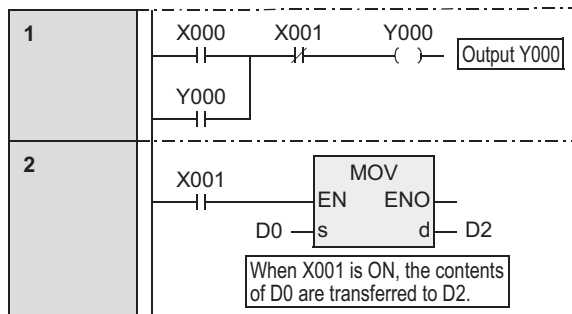 1
X000 X001 Y000
Output Y000
Y000
2
X001
MOV
EN ENO
D0 s d D2
When X001 is ON, the contents
of D0 are transferred to D2.